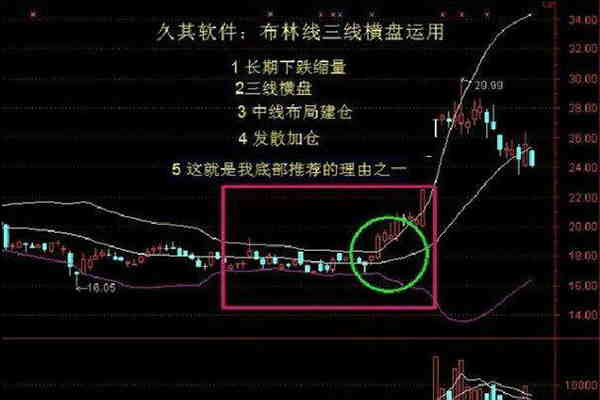 久其软件：布林线三线横盘运用
1 长期下跌缩量
2三线横盘
3 中线布局建仓
4 发散加仓
5 这就是我底部推荐的理由之一
34.00
32.00
30.00
29.99
28.00
26.00
24.00
22.00
20.00
18.00
16.05
16.00
14.00
10000